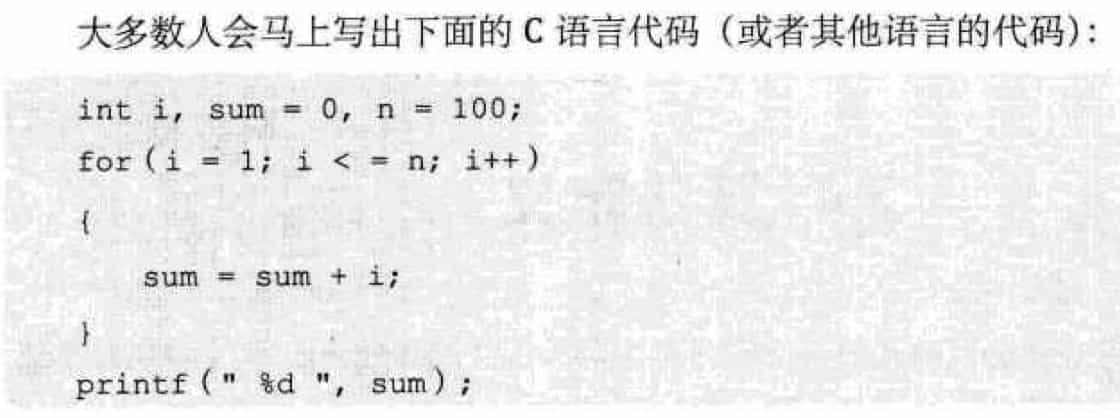 大多数人会马上写出下面的 C 语言代码（或者其他语言的代码）：
int i, sum = 0, n = 100;
for(i = 1; i < = n; i++)
{
sum = sum + i;
}
printf(" %d ", sum);